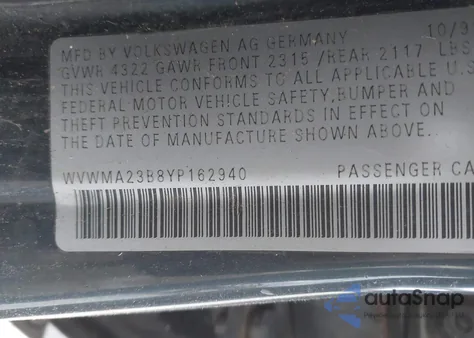 MFD BY VOLKSWAGEN AG GERMANY 10/9
GVWR 4322 GAWR FRONT 2315 /REAR 2117 LBS
THIS VEHICLE CONFORMS TO ALL APPLICABLE U.S
FEDERAL MOTOR VEHICLE SAFETY,BUMPER AND
THEFT PREVENTION STANDARDS IN EFFECT ON
THE DATE OF MANUFACTURE SHOWN ABOVE..
WVWMA23B8YP162940 PASSENGER CA
autoSnap